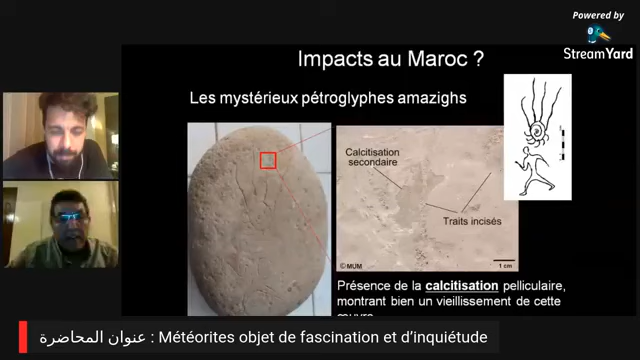 Powered by
StreamYard
Impacts au Maroc ?
Les mystérieux pétroglyphes amazighs
Calcitisation
secondaire
Traits incisés
©MUM
1 cm
Présence de la calcitisation pelliculaire,
montrant bien un vieillissement de cette
œuvre
عنوان المحاضرة : Météorites objet de fascination et d’inquiétude